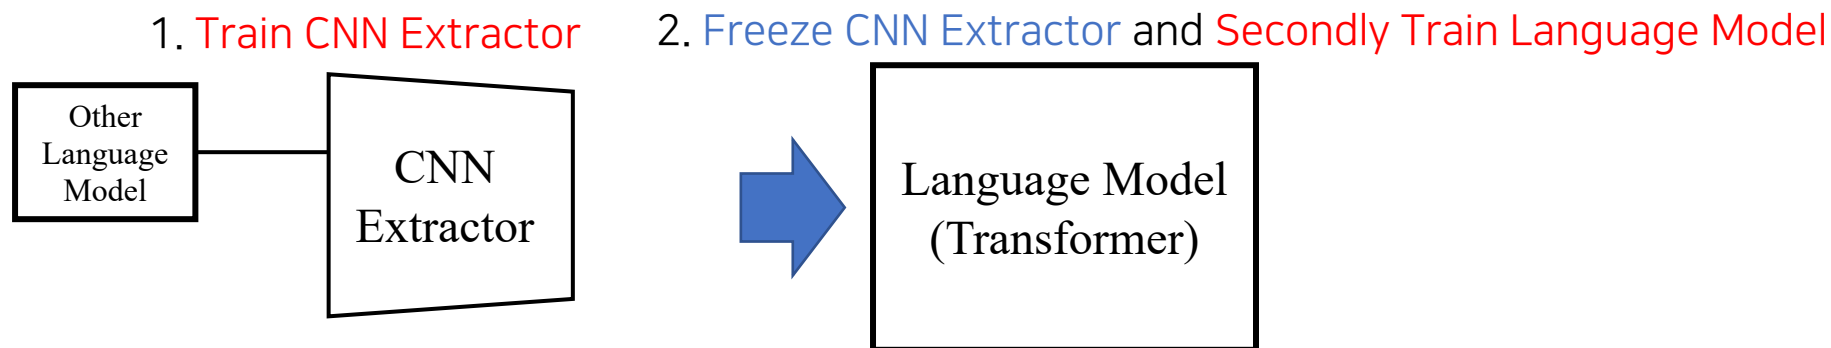 1. Train CNN Extractor
2. Freeze CNN Extractor and Secondly Train Language Model
Other
Language
Model
CNN
Extractor
Language Model
(Transformer)